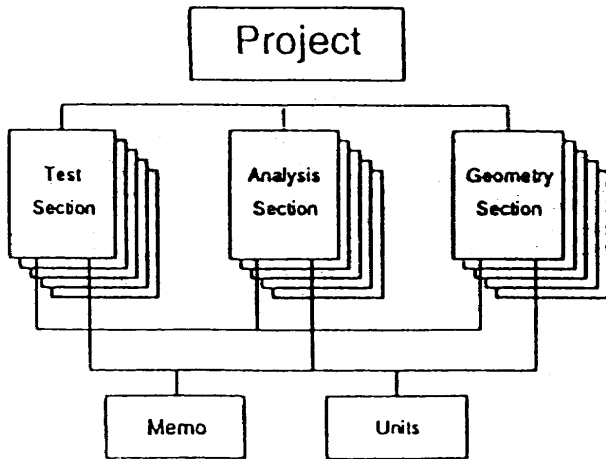 Project
Test
Section
Analysis
Section
Geometry
Section
Memo
Units